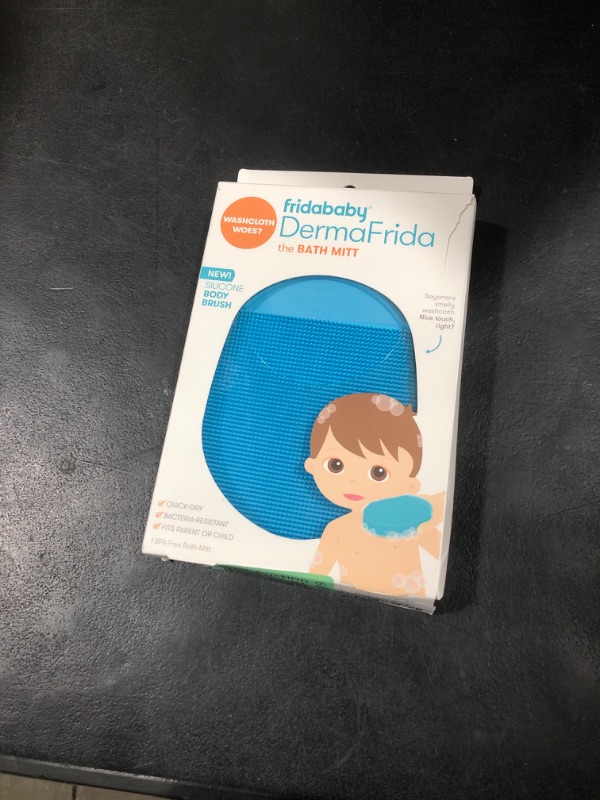 WASHCLOTH
WOES?
fridababy®
DermaFrida
the BATH MITT
NEW!
SILICONE
BODY
BRUSH
Sayonara
smelly
washcloth.
Nice touch,
right?
QUICK-DRY
BACTERIA-RESISTANT
FITS PARENT OR CHILD
1 BPA-Free Bath Mitt